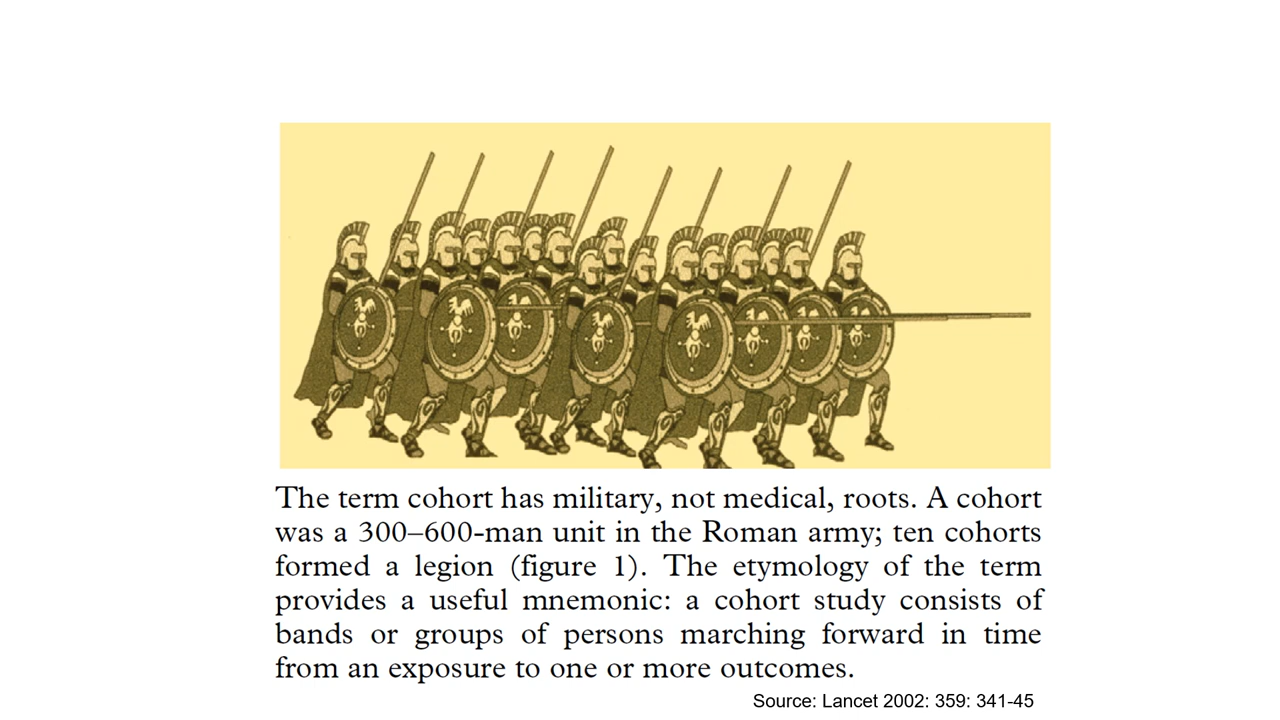 The term cohort has military, not medical, roots. A cohort
was a 300–600-man unit in the Roman army; ten cohorts
formed a legion (figure 1). The etymology of the term
provides a useful mnemonic: a cohort study consists of
bands or groups of persons marching forward in time
from an exposure to one or more outcomes.
Source: Lancet 2002: 359: 341-45